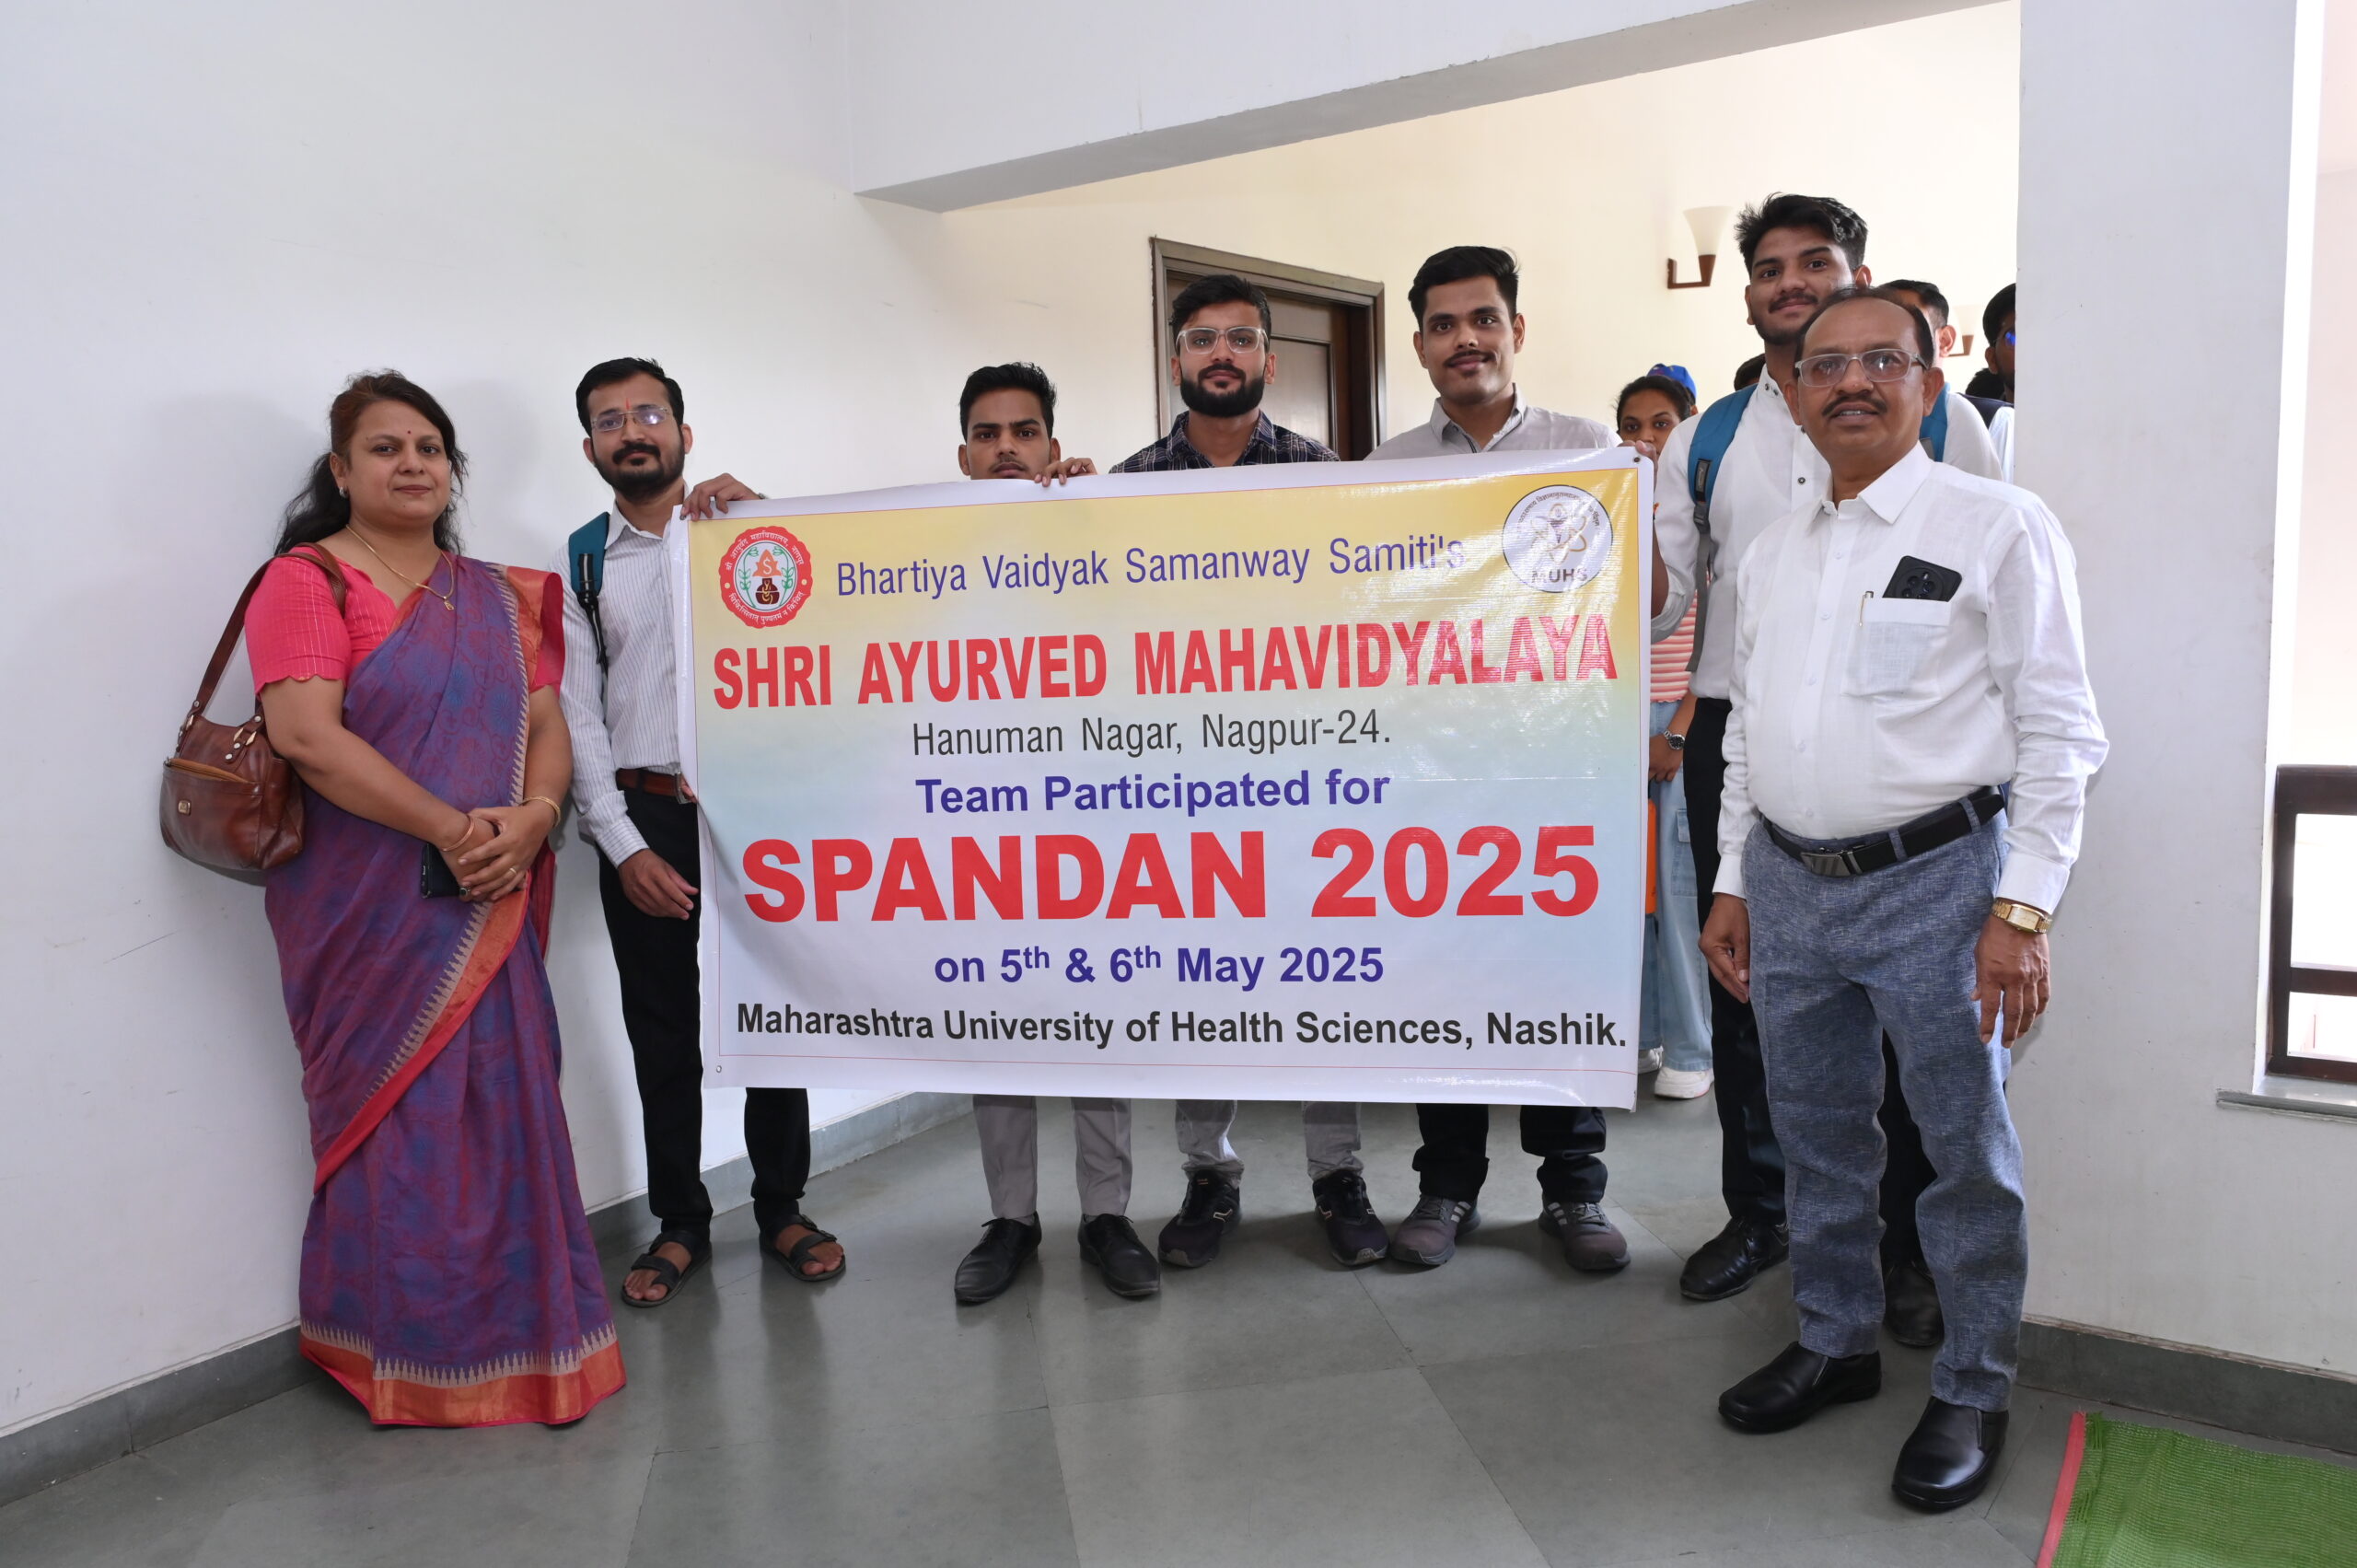 Bhartiya Vaidyak Samanway Samiti's
MUHS
SHRI AYURVED MAHAVIDYALAYA
Hanuman Nagar, Nagpur-24.
Team Participated for
SPANDAN 2025
on 5th & 6th May 2025
Maharashtra University of Health Sciences, Nashik.